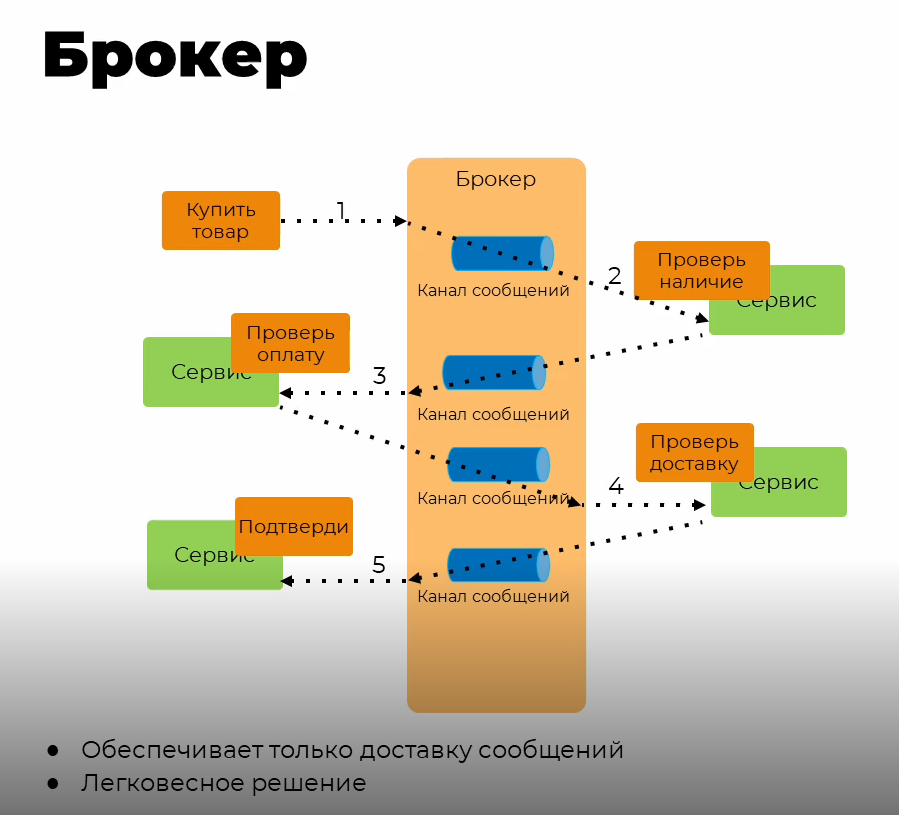 Брокер
Брокер
Купить
товар
1
Канал сообщений
2
Проверь
наличие
Сервис
Проверь
оплату
Сервис
3
Канал сообщений
Проверь
доставку
Сервис
4
Канал сообщений
Подтверди
Сервис
5
Канал сообщений
● Обеспечивает только доставку сообщений
● Легковесное решение